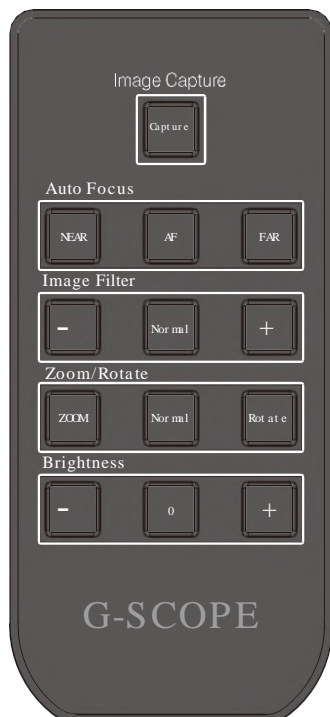 Image Capture
Capture
Auto Focus
NEAR AF FAR
Image Filter
- Normal +
Zoom/Rotate
ZOOM Normal Rotate
Brightness
- 0 +
G-SCOPE